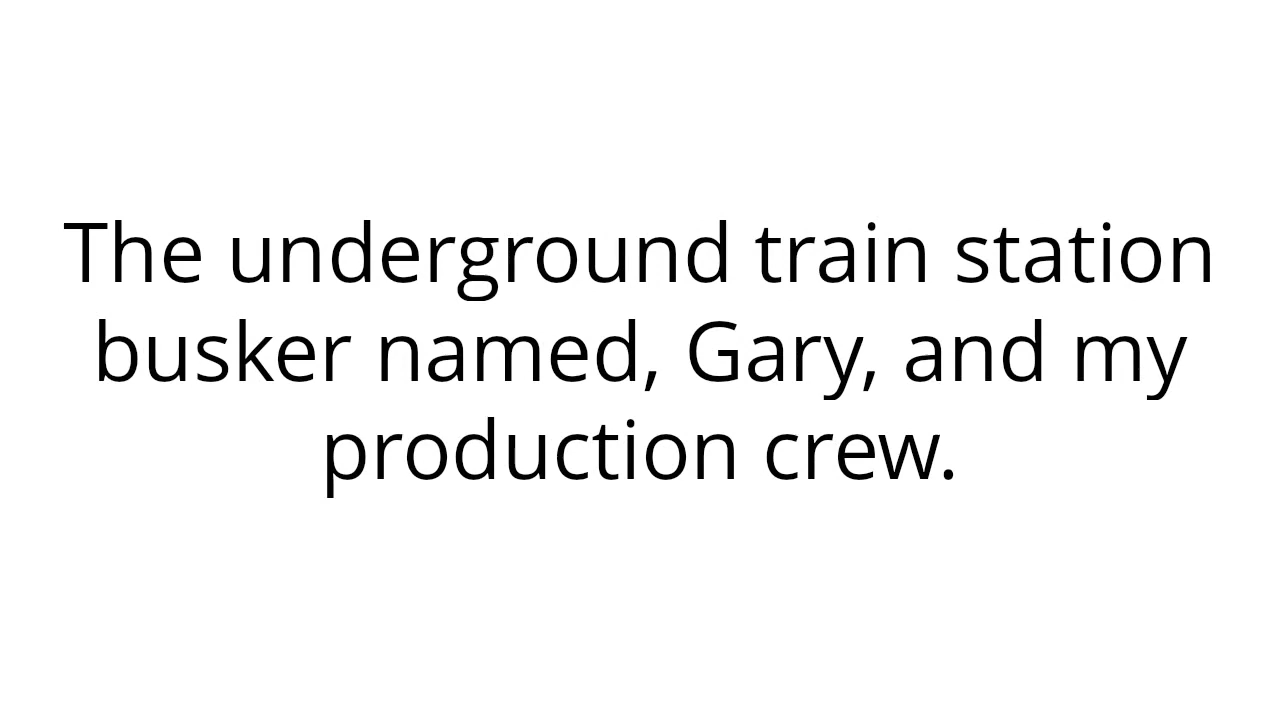 The underground train station
busker named, Gary, and my
production crew.